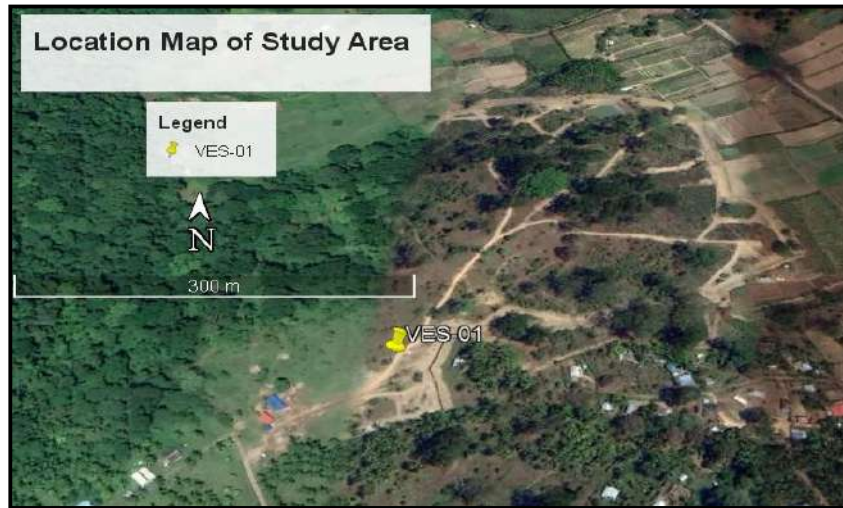 Location Map of Study Area
Legend
VES-01
N
300 m
VES-01